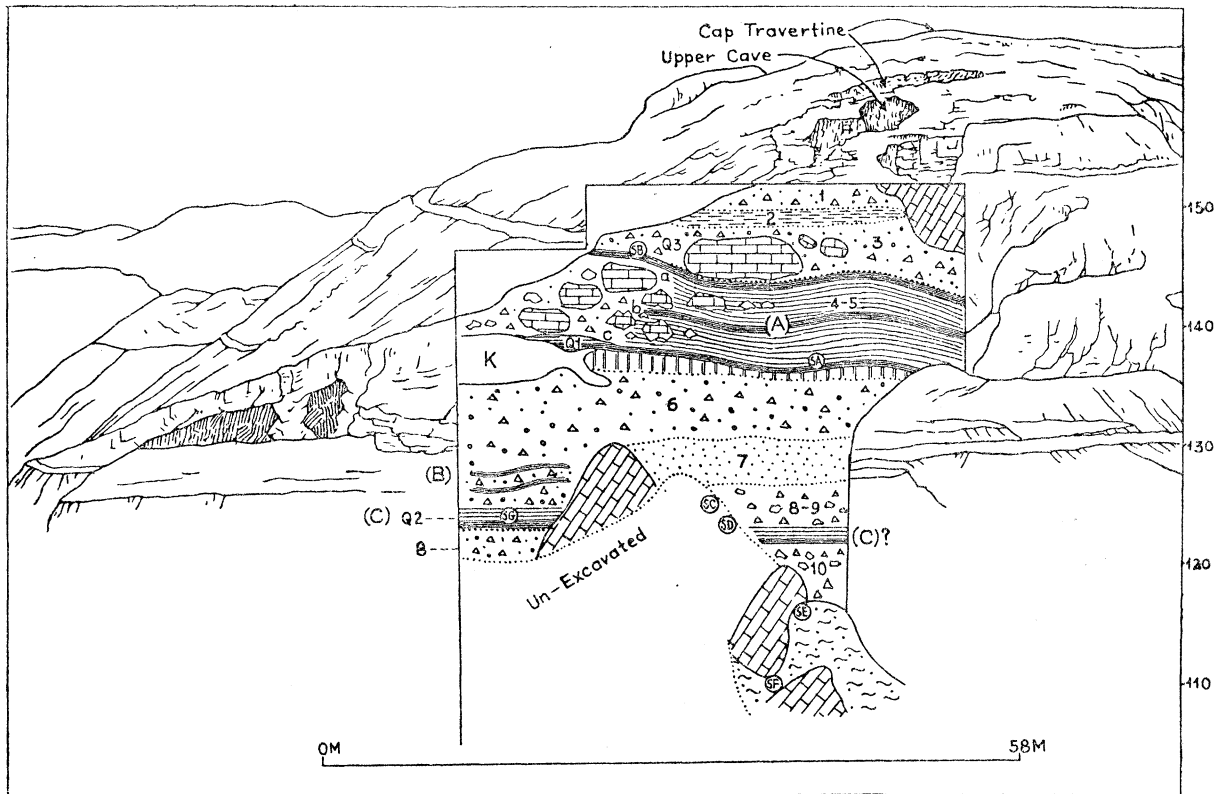 Cap Travertine
Upper Cave
150
1
2
Q3
3
SB
a
4-5
b
(A)
140
c
Q1
SA
K
6
130
7
(B)
SC
8-9
(C) Q2
SG
SD
(C)?
8
10
120
Un-Excavated
SE
SF
110
0M
58M